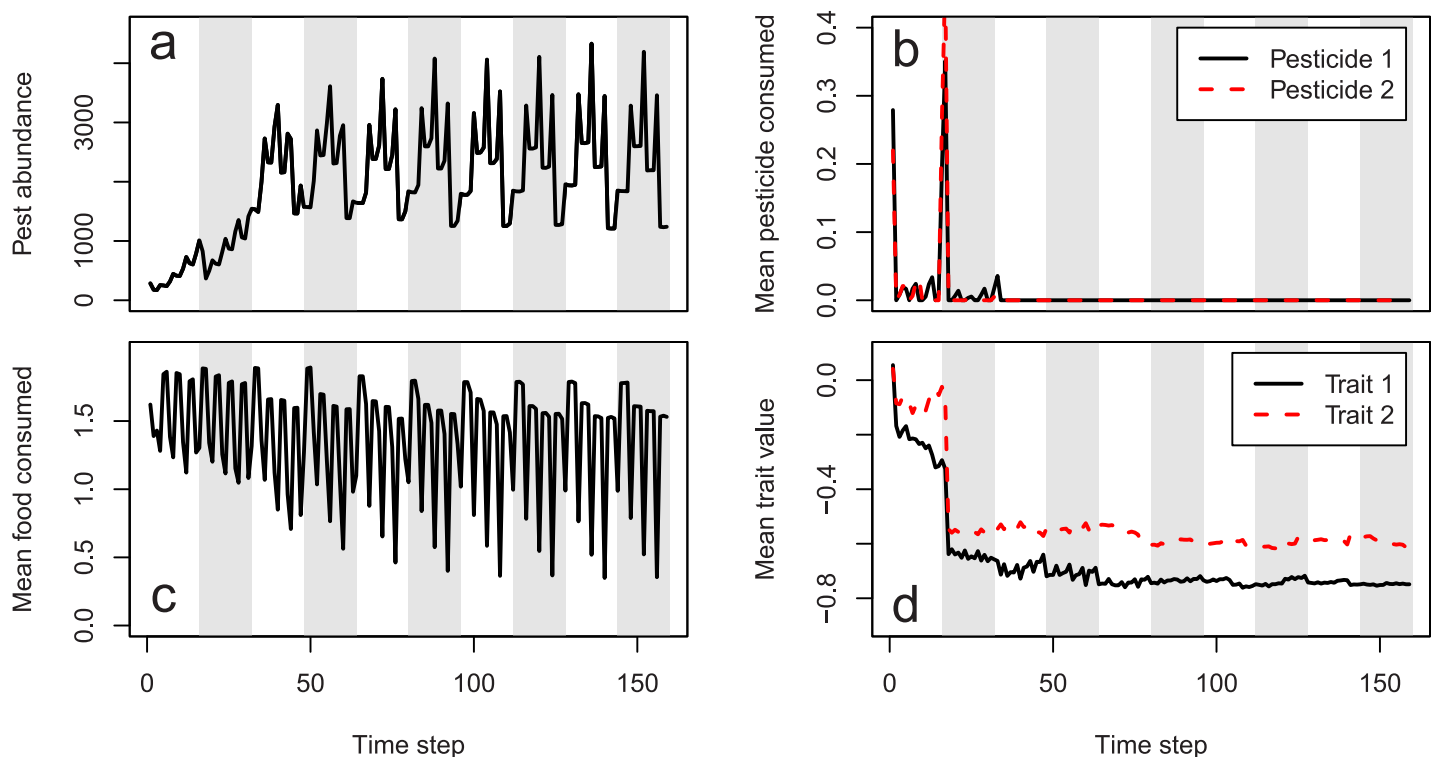 a
Pest abundance
0
1000
3000
b
Mean pesticide consumed
0.0
0.1
0.2
0.3
0.4
Pesticide 1
Pesticide 2
c
Mean food consumed
0.0
0.5
1.0
1.5
0
50
100
150
Time step
d
Mean trait value
−0.8
−0.4
0.0
Trait 1
Trait 2
0
50
100
150
Time step